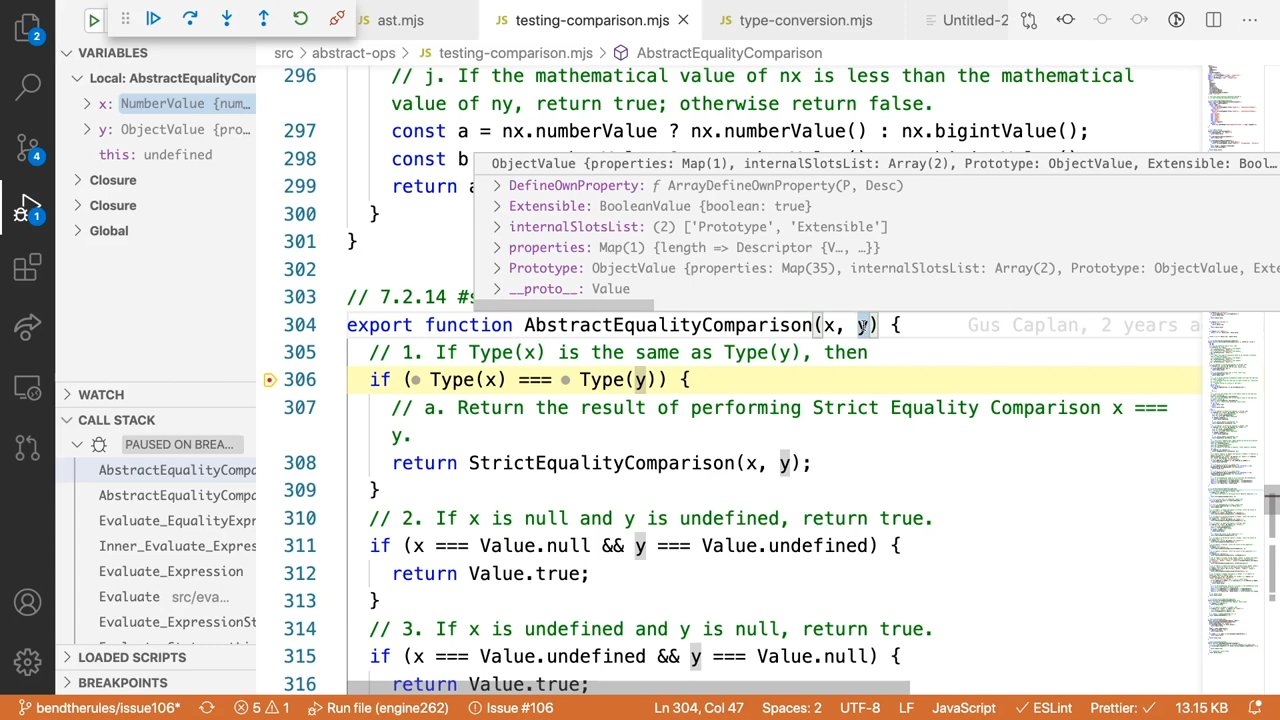 ast.mjs
testing-comparison.mjs
type-conversion.mjs
Untitled-2
src > abstract-ops > JS testing-comparison.mjs > AbstractEqualityComparison
VARIABLES
Local: AbstractEqualityCom
x: NumberValue {num…
y: ObjectValue {pro…
this: undefined
Closure
Closure
Global
WATCH
CALL STACK
PAUSED ON BREA…
AbstractEqualityCompa
AbstractEqualityCompa
Evaluate_EqualityExpr
Inner_Evaluate_Expres
Evaluate_Expression
Evaluate src/eva…
Evaluate_ExpressionSt
LOADED SCRIPTS
BREAKPOINTS
2
4
1
296 // j. If the mathematical value of nx is less than the mathematical
value of ny, return true; otherwise return false.
297 const a = nx.numberValue ? nx.numberValue() : nx.bigintValue();
298 const b
299 return a
300 }
301 }
302
303 // 7.2.14 #s
ObjectValue {properties: Map(1), internalSlotsList: Array(2), Prototype: ObjectValue, Extensible: Bool…
DefineOwnProperty: ƒ ArrayDefineOwnProperty(P, Desc)
Extensible: BooleanValue {boolean: true}
internalSlotsList: (2) ['Prototype', 'Extensible']
properties: Map(1) {length => Descriptor {V…, …}}
Prototype: ObjectValue {properties: Map(35), internalSlotsList: Array(2), Prototype: ObjectValue, Exte
__proto__: Value
304 export function AbstractEqualityComparison(x, y) {
2 years
305 // 1. If Type(x) is the same as Type(y), then
306 if ( Type(x) === Type(y)) {
307 // a. Return the result of performing Strict Equality Comparison x ===
y.
308 return StrictEqualityComparison(x, y);
309 }
310 // 2. If x is null and y is undefined, return true.
311 if (x === Value.null && y === Value.undefined) {
312 return Value.true;
313 }
314 // 3. If x is undefined and y is null, return true.
315 if (x === Value.undefined && y === Value.null) {
316 return Value.true;
bendtherules/issue106*
5 1
Run file (engine262)
Issue #106
Ln 304, Col 47
Spaces: 2
UTF-8
LF
JavaScript
ESLint
Prettier:
13.15 KB